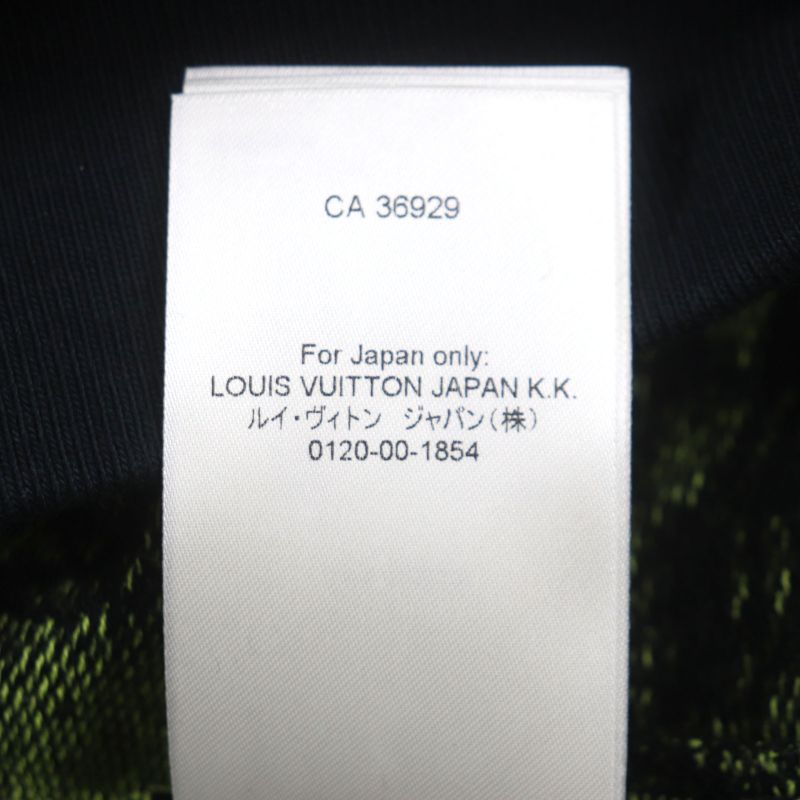 CA 36929
For Japan only:
LOUIS VUITTON JAPAN K.K.
ルイ・ヴィトン ジャパン(株)
0120-00-1854